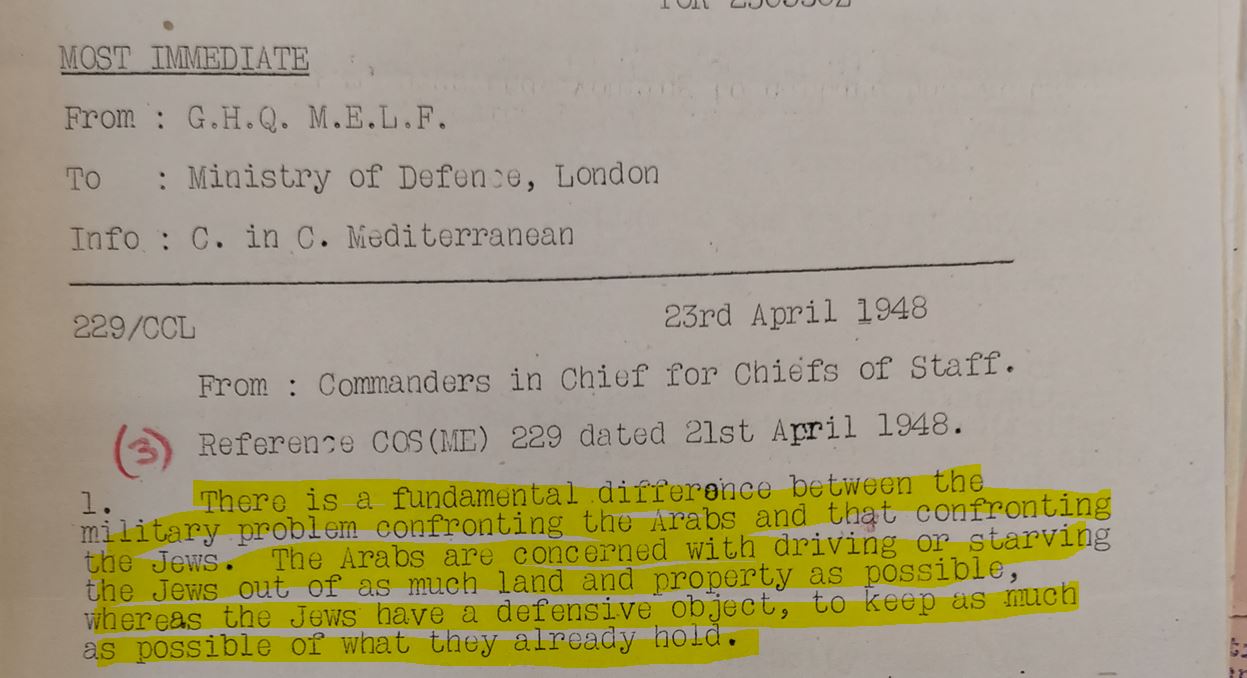 MOST IMMEDIATE
From : G.H.Q. M.E.L.F.
To : Ministry of Defence, London
Info : C. in C. Mediterranean
229/CCL 23rd April 1948
From : Commanders in Chief for Chiefs of Staff.
(3) Reference COS(ME) 229 dated 21st April 1948.
1. There is a fundamental difference between the
military problem confronting the Arabs and that confronting
the Jews. The Arabs are concerned with driving or starving
the Jews out of as much land and property as possible,
whereas the Jews have a defensive object, to keep as much
as possible of what they already hold.